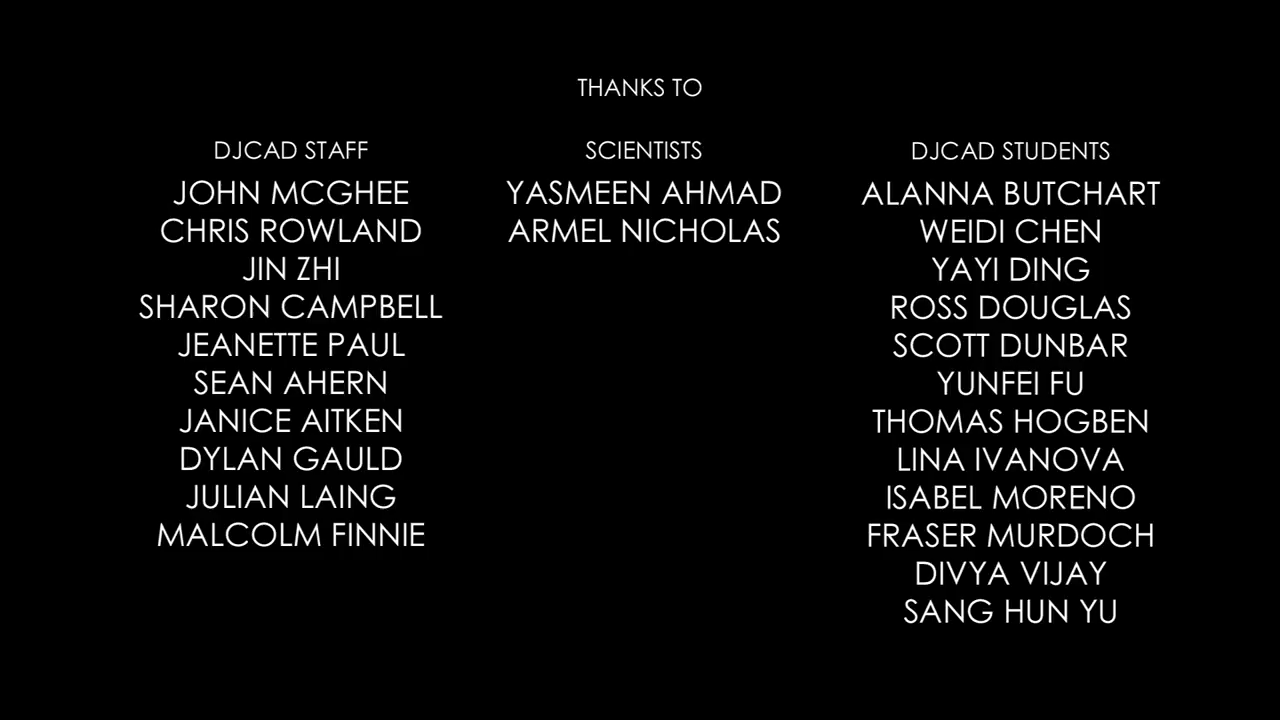 THANKS TO
DJCAD STAFF
JOHN MCGHEE
CHRIS ROWLAND
JIN ZHI
SHARON CAMPBELL
JEANETTE PAUL
SEAN AHERN
JANICE AITKEN
DYLAN GAULD
JULIAN LAING
MALCOLM FINNIE
SCIENTISTS
YASMEEN AHMAD
ARMEL NICHOLAS
DJCAD STUDENTS
ALANNA BUTCHART
WEIDI CHEN
YAYI DING
ROSS DOUGLAS
SCOTT DUNBAR
YUNFEI FU
THOMAS HOGBEN
LINA IVANOVA
ISABEL MORENO
FRASER MURDOCH
DIVYA VIJAY
SANG HUN YU